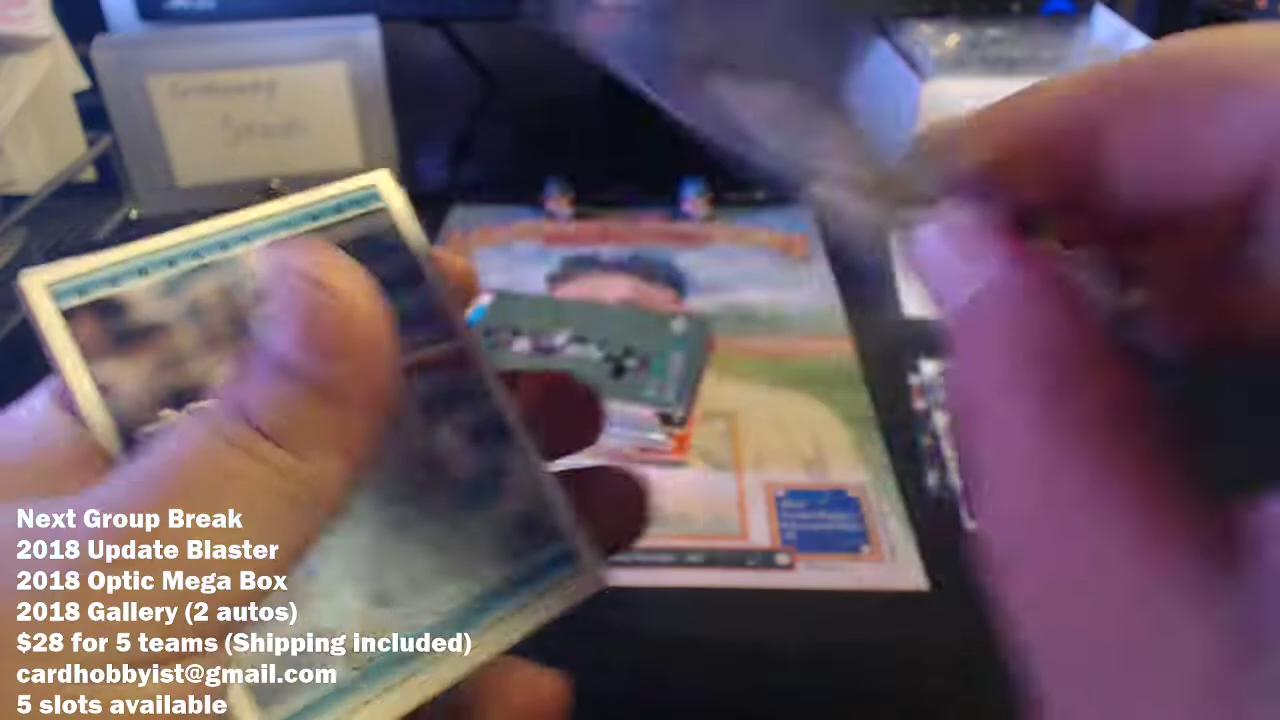 Next Group Break
2018 Update Blaster
2018 Optic Mega Box
2018 Gallery (2 autos)
$28 for 5 teams (Shipping included)
cardhobbyist@gmail.com
5 slots available